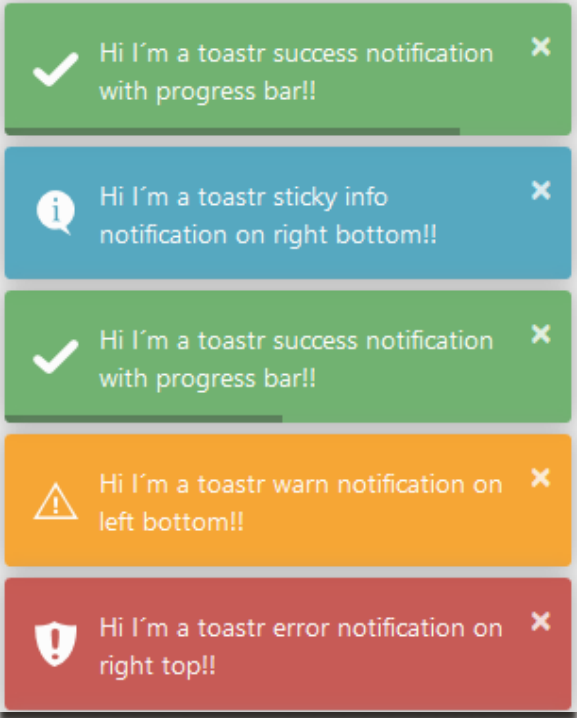 Hi I´m a toastr success notification
with progress bar!!
Hi I´m a toastr sticky info
notification on right bottom!!
Hi I´m a toastr success notification
with progress bar!!
Hi I´m a toastr warn notification on
left bottom!!
Hi I´m a toastr error notification on
right top!!